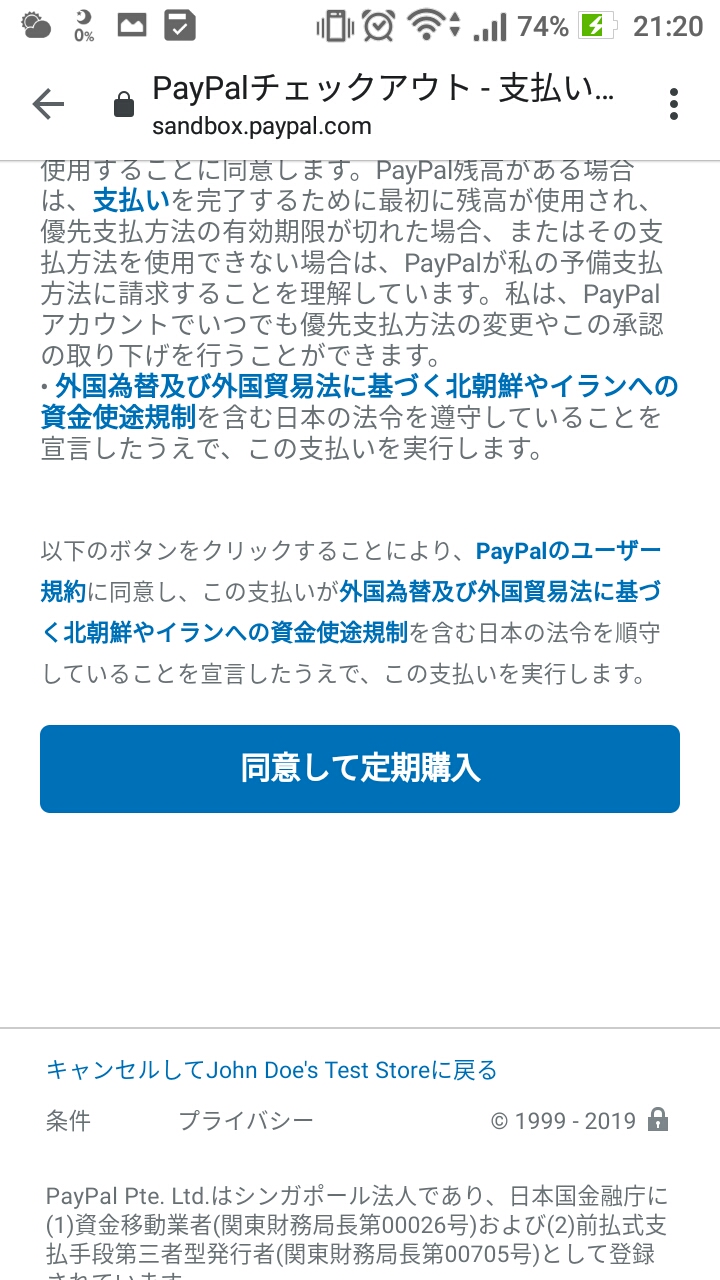 0%
74%
21:20
PayPalチェックアウト - 支払い...
sandbox.paypal.com
使用することに同意します。PayPal残高がある場合
は、支払いを完了するために最初に残高が使用され、
優先支払方法の有効期限が切れた場合、またはその支
払方法を使用できない場合は、PayPalが私の予備支払
方法に請求することを理解しています。私は、PayPal
アカウントでいつでも優先支払方法の変更やこの承認
の取り下げを行うことができます。
• 外国為替及び外国貿易法に基づく北朝鮮やイランへの
資金使途規制を含む日本の法令を遵守していることを
宣言したうえで、この支払いを実行します。
以下のボタンをクリックすることにより、PayPalのユーザー
規約に同意し、この支払いが外国為替及び外国貿易法に基づ
く北朝鮮やイランへの資金使途規制を含む日本の法令を順守
していることを宣言したうえで、この支払いを実行します。
同意して定期購入
キャンセルしてJohn Doe's Test Storeに戻る
条件 プライバシー © 1999 - 2019
PayPal Pte. Ltd.はシンガポール法人であり、日本国金融庁に
(1)資金移動業者(関東財務局長第00026号)および(2)前払式支
払手段第三者型発行者(関東財務局長第00705号)として登録
されています